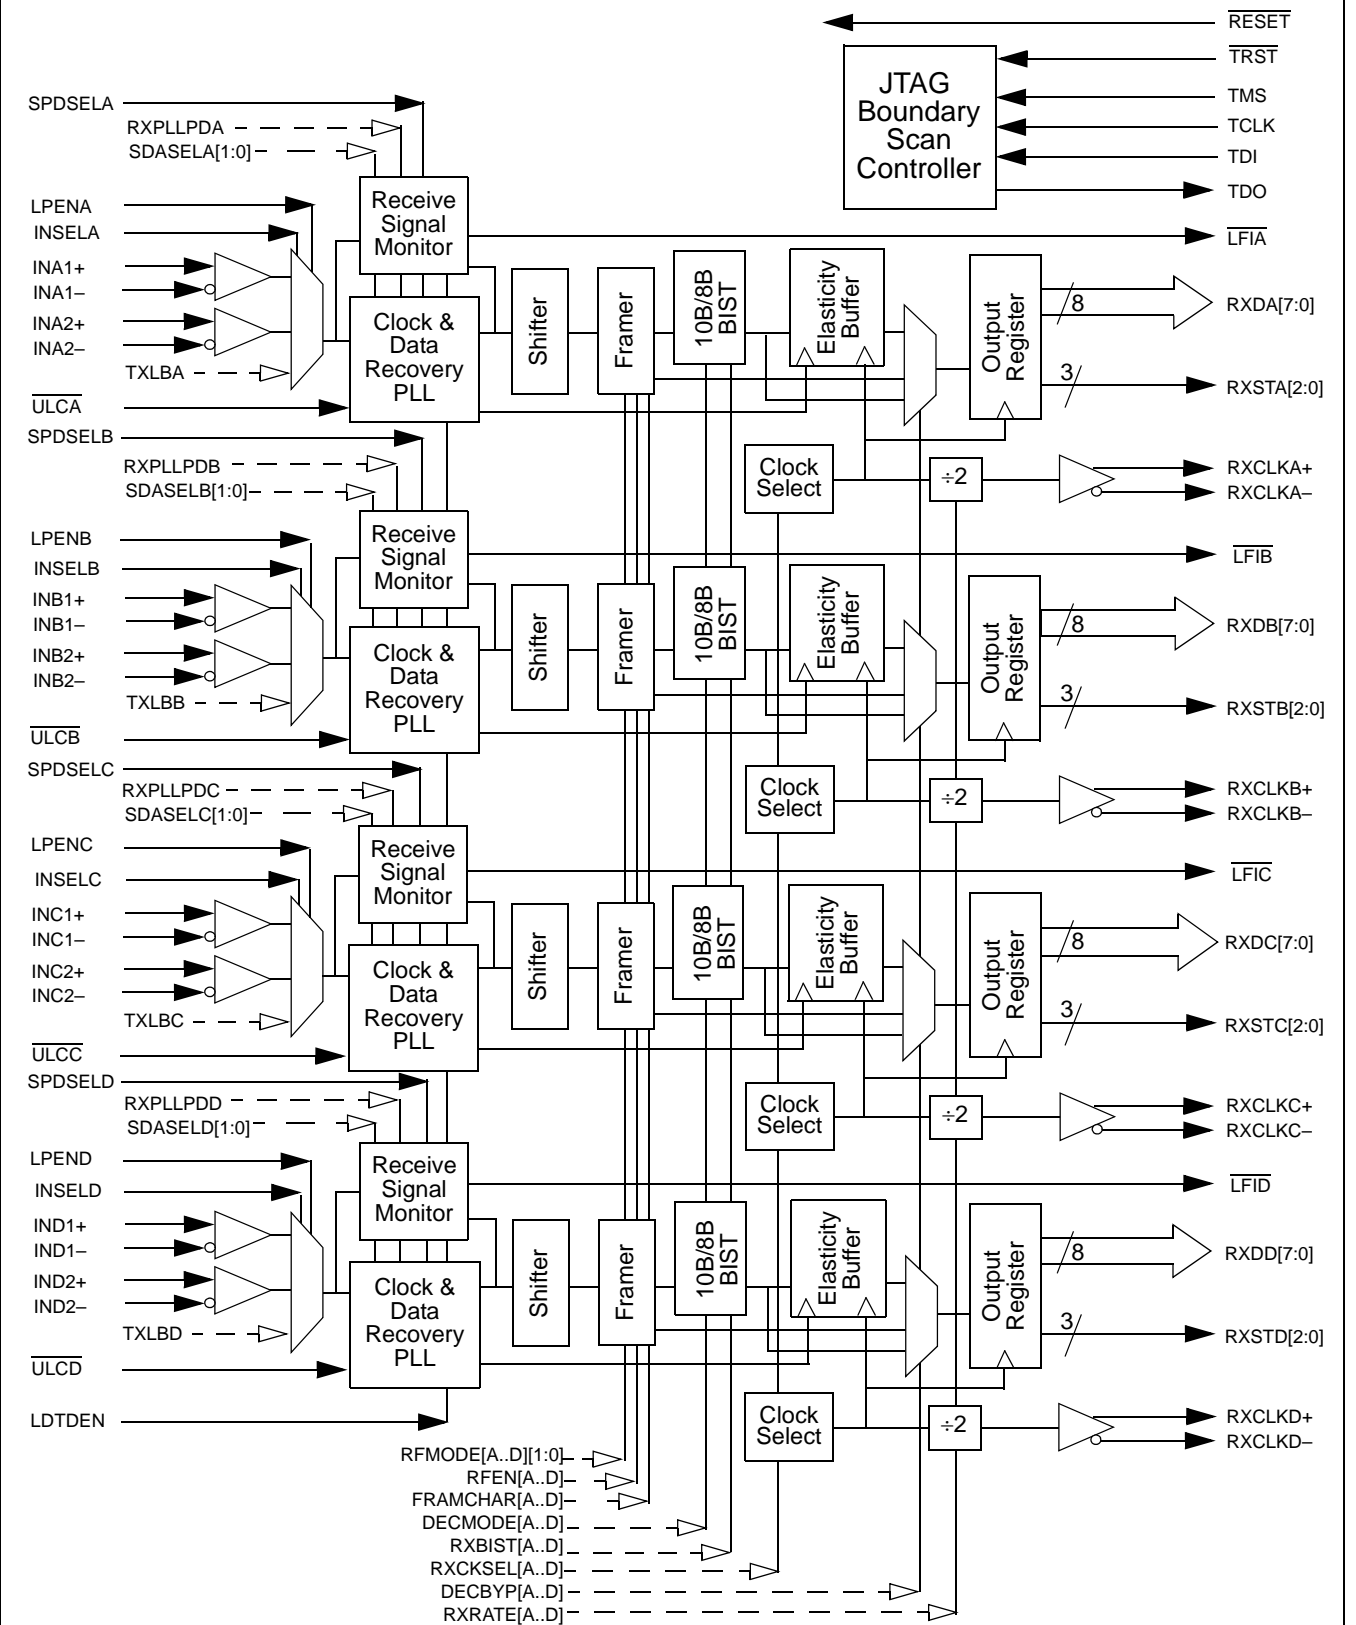 RESET
TRST
JTAG
Boundary
Scan
Controller
TMS
TCLK
TDI
TDO
SPDSELA
RXPLLPDA
SDASELA[1:0]
LPENA
INSELA
INA1+
INA1–
INA2+
INA2–
TXLBA
ULCA
Receive
Signal
Monitor
Clock &
Data
Recovery
PLL
Shifter
Framer
10B/8B
BIST
Elasticity
Buffer
Output
Register
LFIA
8
RXDA[7:0]
3
RXSTA[2:0]
Clock
Select
÷2
RXCLKA+
RXCLKA–
SPDSELB
RXPLLPDB
SDASELB[1:0]
LPENB
INSELB
INB1+
INB1–
INB2+
INB2–
TXLBB
ULCB
Receive
Signal
Monitor
Clock &
Data
Recovery
PLL
Shifter
Framer
10B/8B
BIST
Elasticity
Buffer
Output
Register
LFIB
8
RXDB[7:0]
3
RXSTB[2:0]
Clock
Select
÷2
RXCLKB+
RXCLKB–
SPDSELC
RXPLLPDC
SDASELC[1:0]
LPENC
INSELC
INC1+
INC1–
INC2+
INC2–
TXLBC
ULCC
Receive
Signal
Monitor
Clock &
Data
Recovery
PLL
Shifter
Framer
10B/8B
BIST
Elasticity
Buffer
Output
Register
LFIC
8
RXDC[7:0]
3
RXSTC[2:0]
Clock
Select
÷2
RXCLKC+
RXCLKC–
SPDSELD
RXPLLPDD
SDASELD[1:0]
LPEND
INSELD
IND1+
IND1–
IND2+
IND2–
TXLBD
ULCD
Receive
Signal
Monitor
Clock &
Data
Recovery
PLL
Shifter
Framer
10B/8B
BIST
Elasticity
Buffer
Output
Register
LFID
8
RXDD[7:0]
3
RXSTD[2:0]
Clock
Select
÷2
RXCLKD+
RXCLKD–
LDTDEN
RFMODE[A..D][1:0]
RFEN[A..D]
FRAMCHAR[A..D]
DECMODE[A..D]
RXBIST[A..D]
RXCKSEL[A..D]
DECBYP[A..D]
RXRATE[A..D]